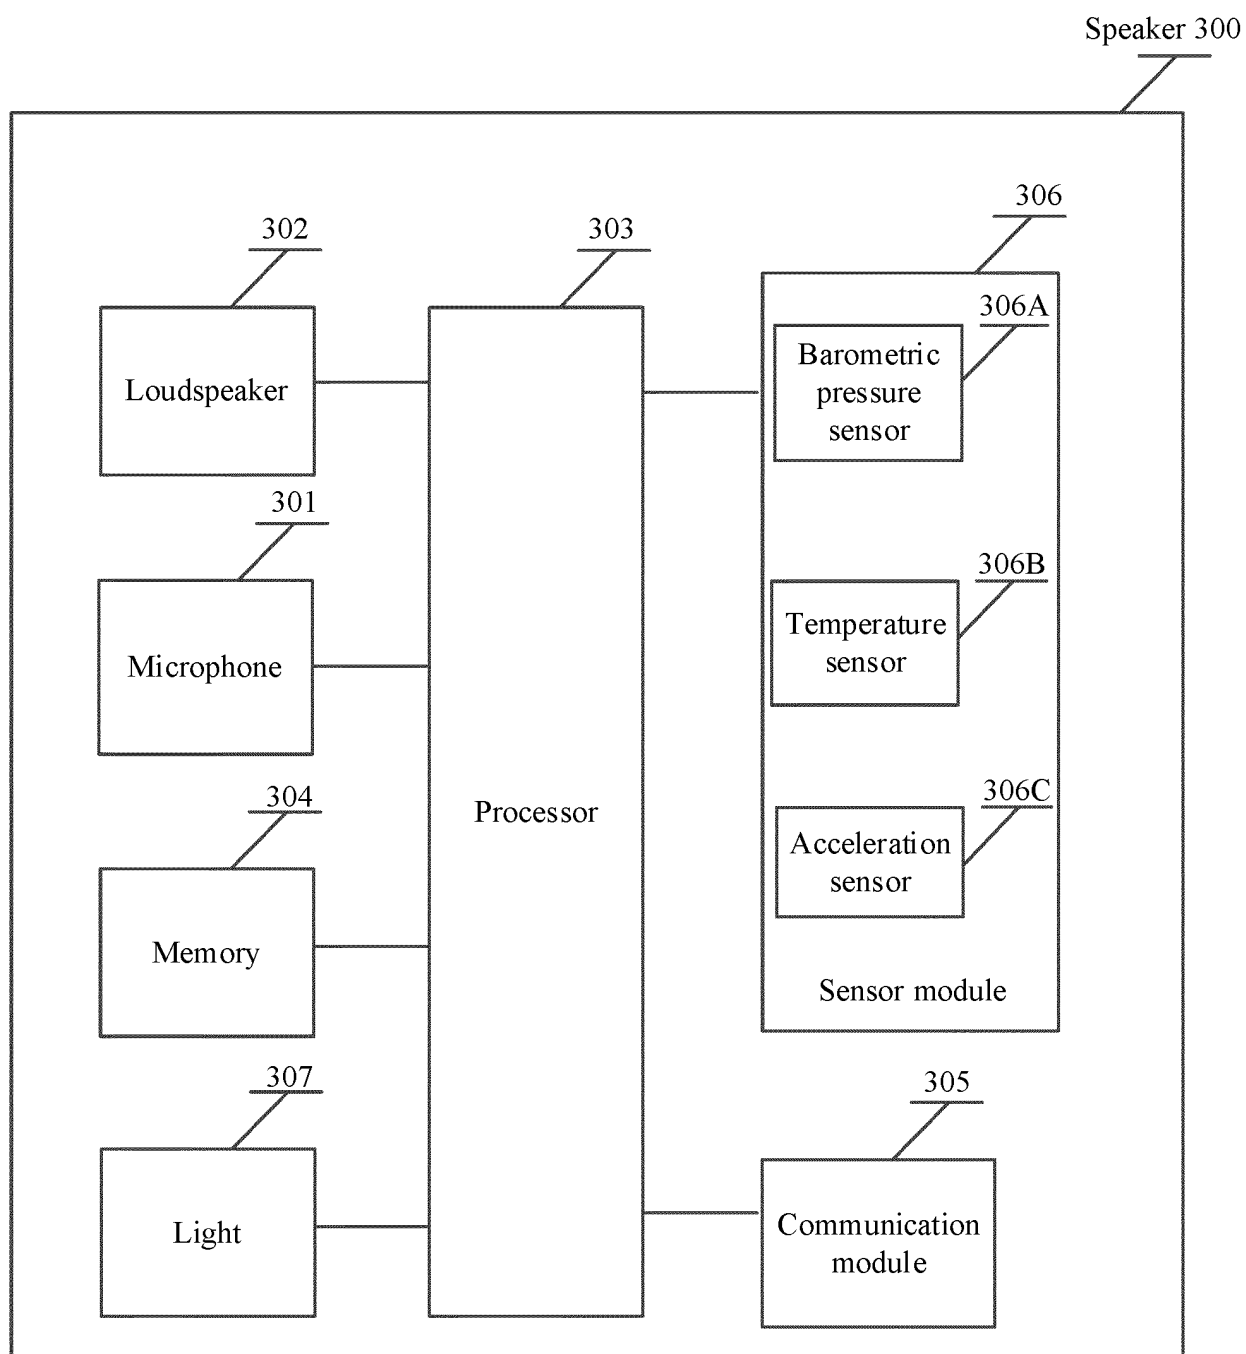 Speaker 300
302
Loudspeaker
301
Microphone
304
Memory
307
Light
303
Processor
306
306A
Barometric
pressure
sensor
306B
Temperature
sensor
306C
Acceleration
sensor
Sensor module
305
Communication
module